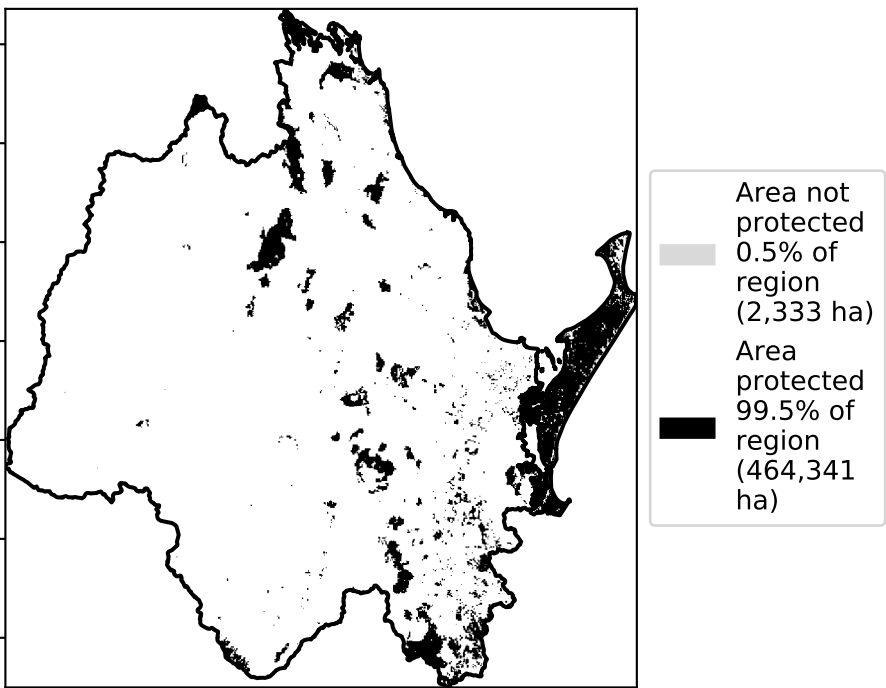 Area not
protected
0.5% of
region
(2,333 ha)
Area
protected
99.5% of
region
(464,341
ha)